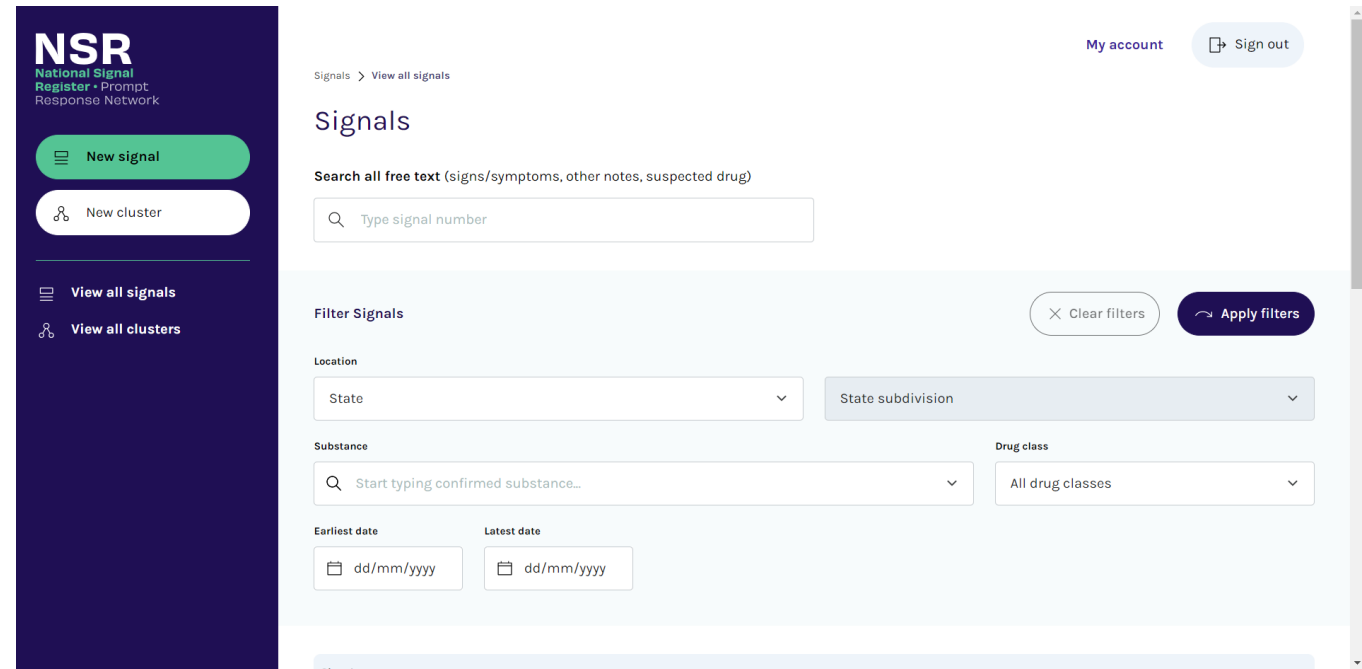 NSR
National Signal
Register • Prompt
Response Network
New signal
New cluster
View all signals
View all clusters
My account
Sign out
Signals > View all signals
Signals
Search all free text (signs/symptoms, other notes, suspected drug)
Type signal number
Filter Signals
Clear filters
Apply filters
Location
State
State subdivision
Substance
Drug class
Start typing confirmed substance...
All drug classes
Earliest date
Latest date
dd/mm/yyyy
dd/mm/yyyy